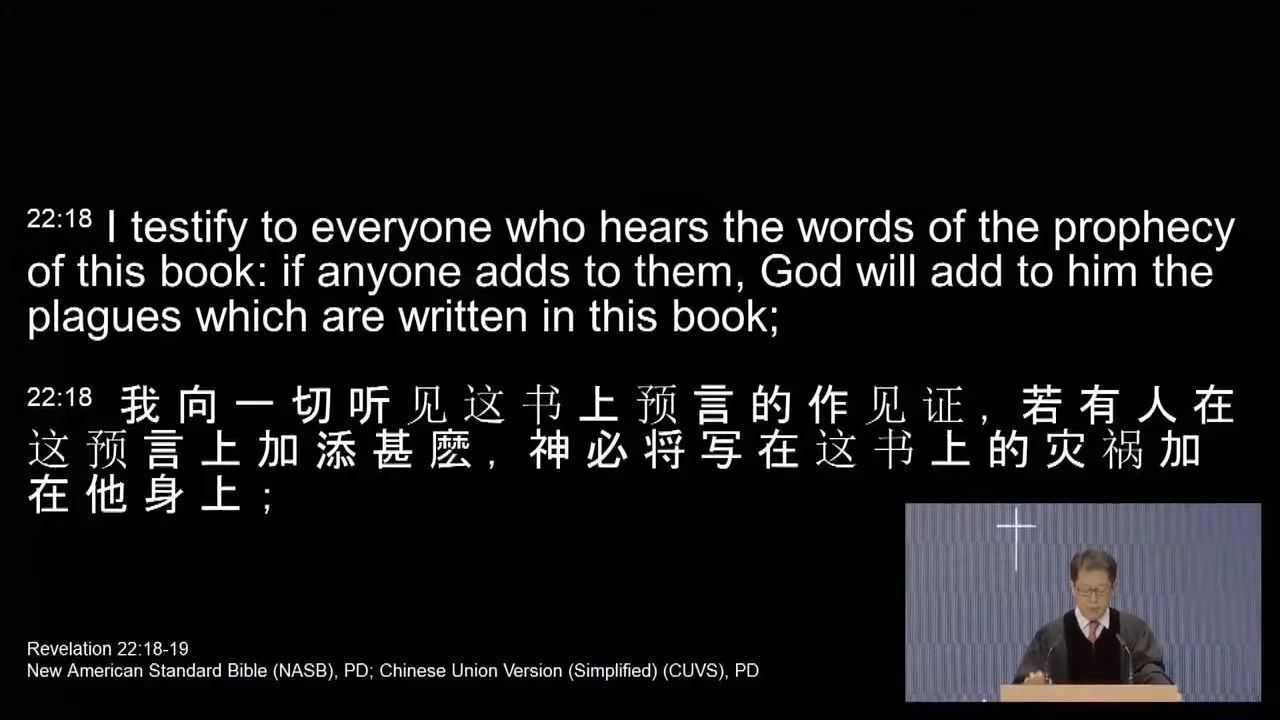 22:18 I testify to everyone who hears the words of the prophecy
of this book: if anyone adds to them, God will add to him the
plagues which are written in this book;
22:18 我向一切听见这书上预言的作见证, 若有人在
这预言上加添甚麽, 神必将写在这书上的灾祸加
在他身上;
Revelation 22:18-19
New American Standard Bible (NASB), PD; Chinese Union Version (Simplified) (CUVS), PD